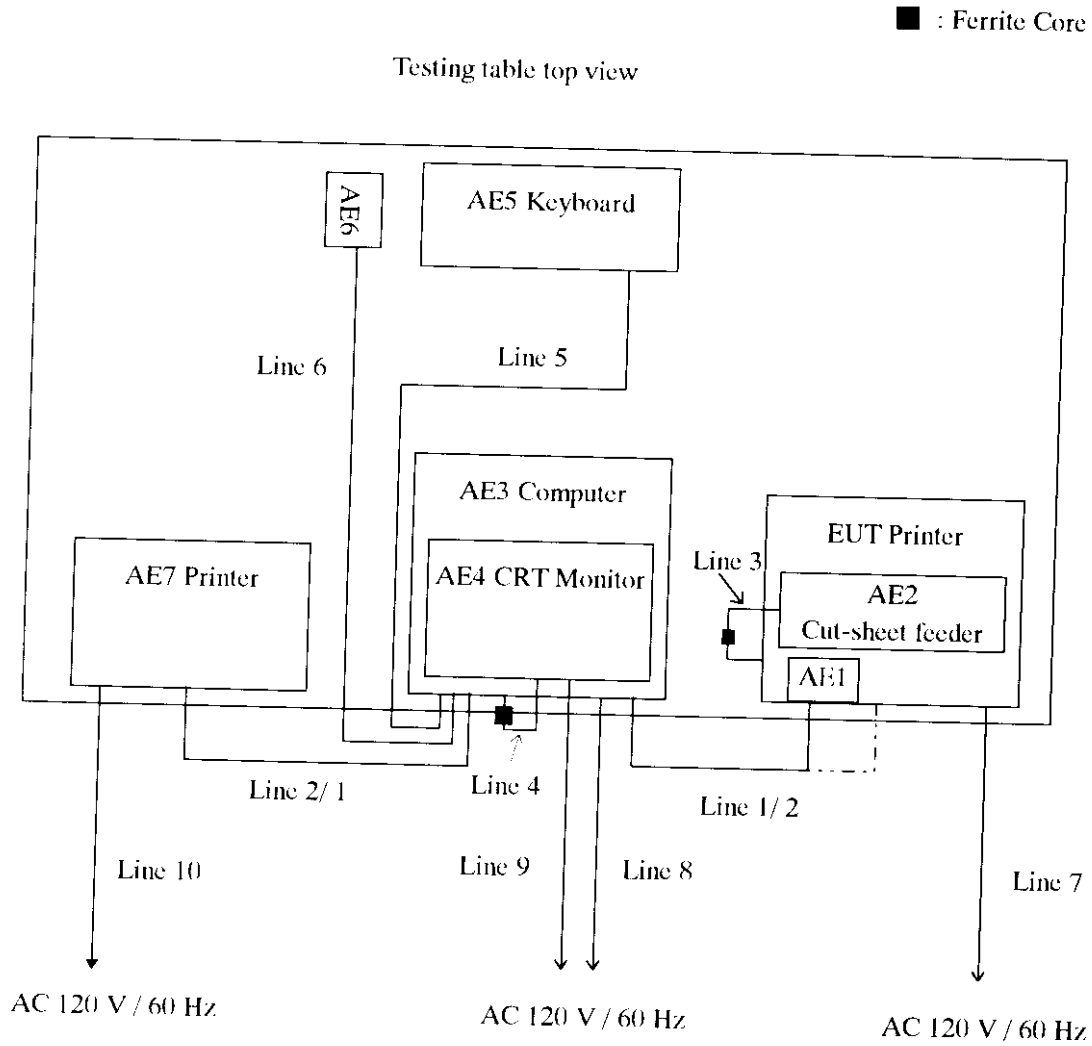 ■ : Ferrite Core
Testing table top view
AE6
AE5 Keyboard
Line 6
Line 5
AE3 Computer
AE4 CRT Monitor
AE7 Printer
EUT Printer
Line 3
AE2
Cut-sheet feeder
AE1
Line 2/ 1
Line 4
Line 1/ 2
Line 10
Line 9
Line 8
Line 7
AC 120 V / 60 Hz
AC 120 V / 60 Hz
AC 120 V / 60 Hz